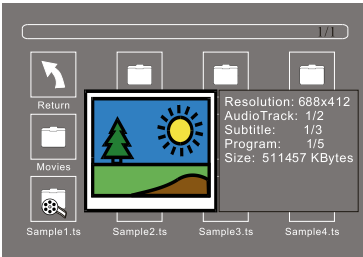 1/1
Return
Resolution: 688x412
AudioTrack: 1/2
Subtitle: 1/3
Program: 1/5
Size: 511457 KBytes
Movies
Sample1.ts Sample2.ts Sample3.ts Sample4.ts